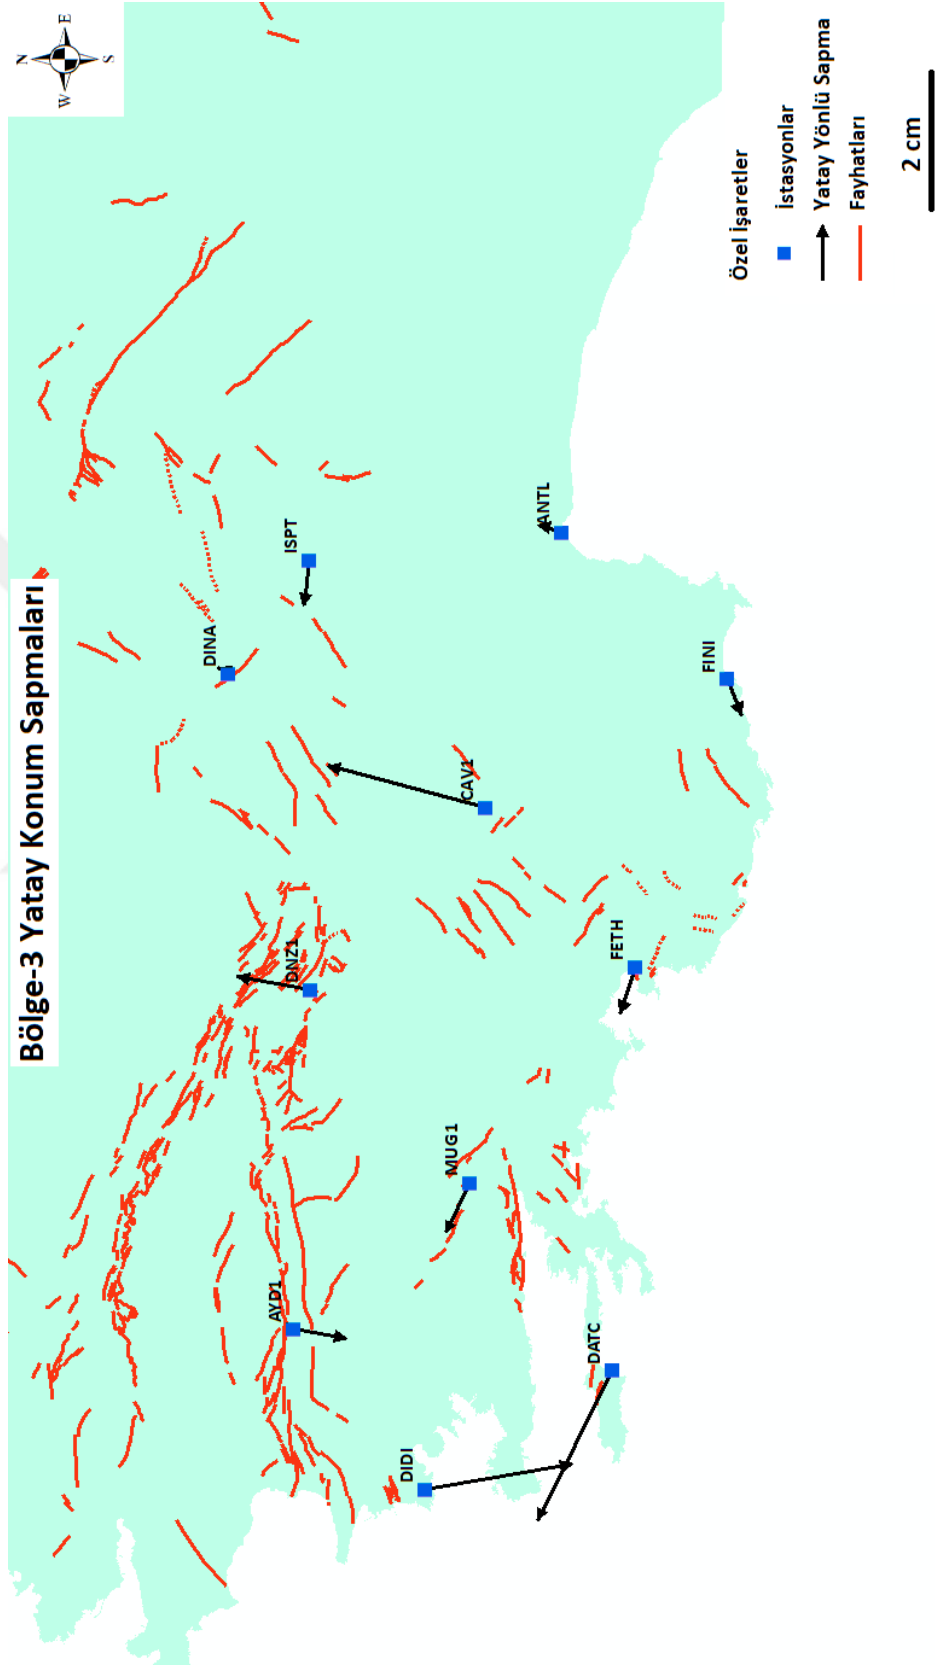 Bölge-3 Yatay Konum Sapmaları
N
W
E
S
DINA
ISPT
ANTL
DNZ1
CAV1
FINI
FETH
MUG1
AYD1
DATC
DIDI
Özel İşaretler
İstasyonlar
Yatay Yönlü Sapma
Fayhatları
2 cm